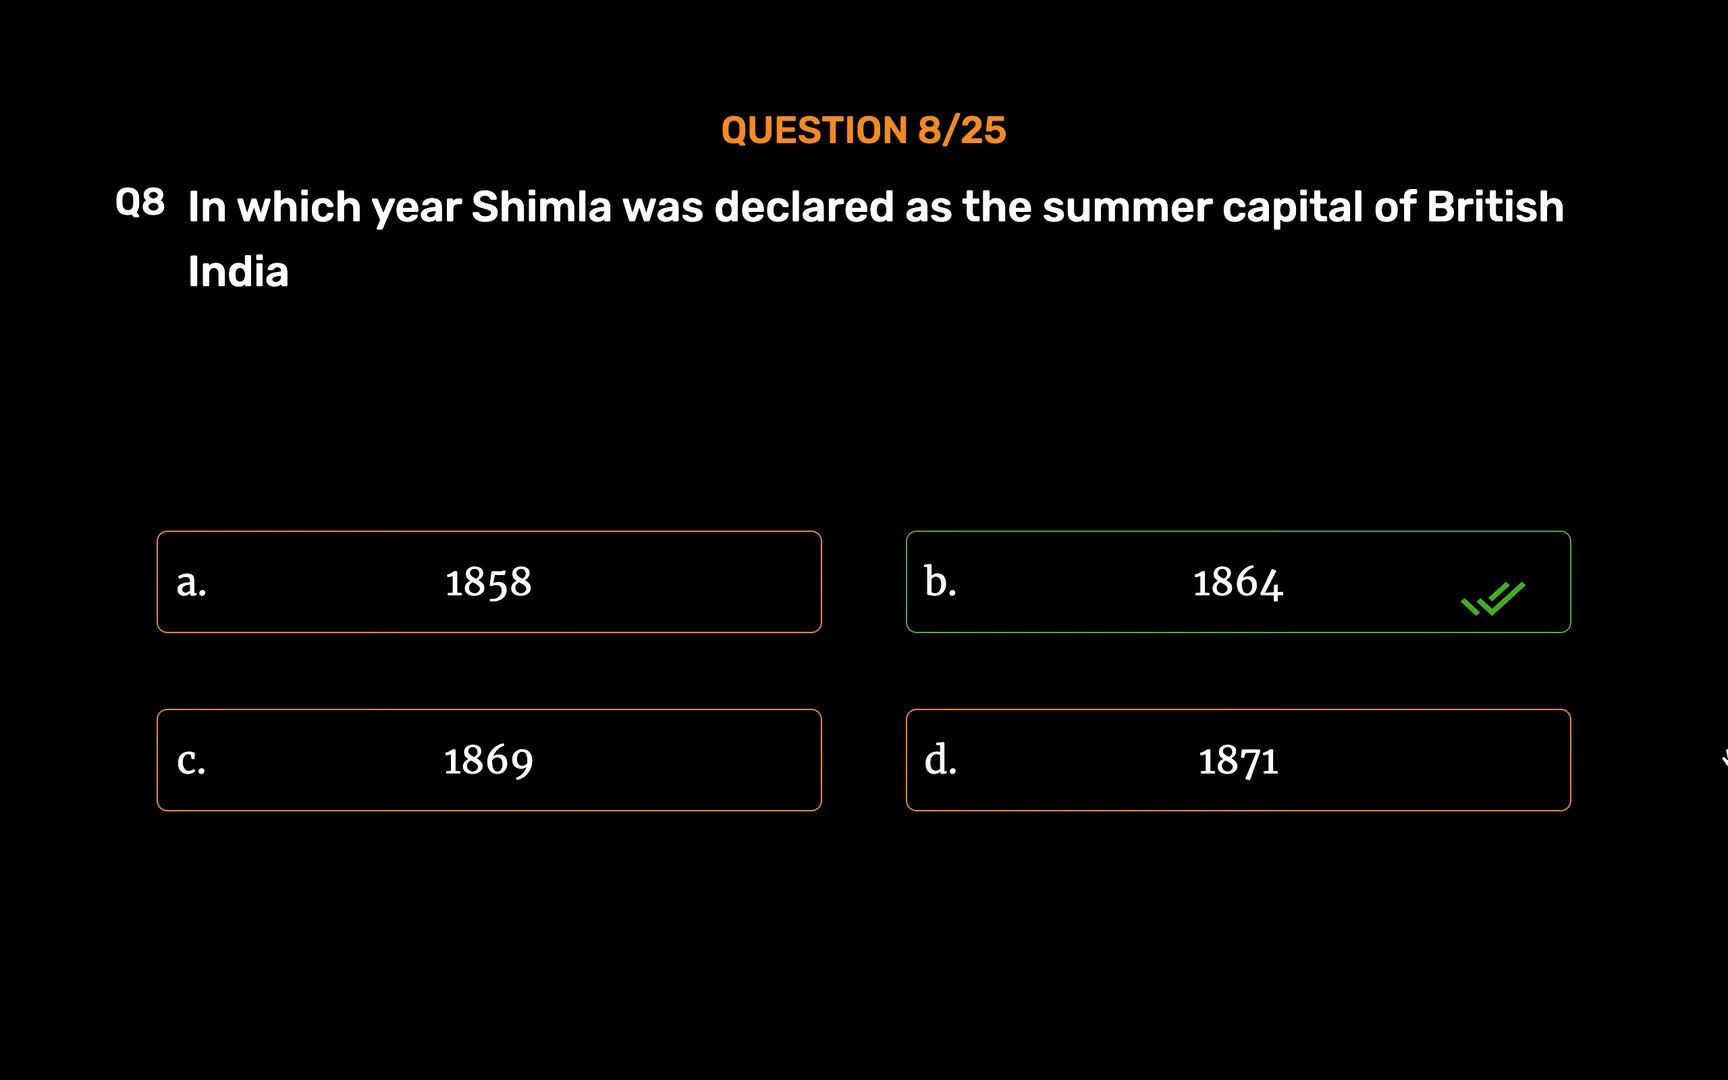 QUESTION 8/25
Q8 In which year Shimla was declared as the summer capital of British
India
a. 1858
b. 1864
c. 1869
d. 1871